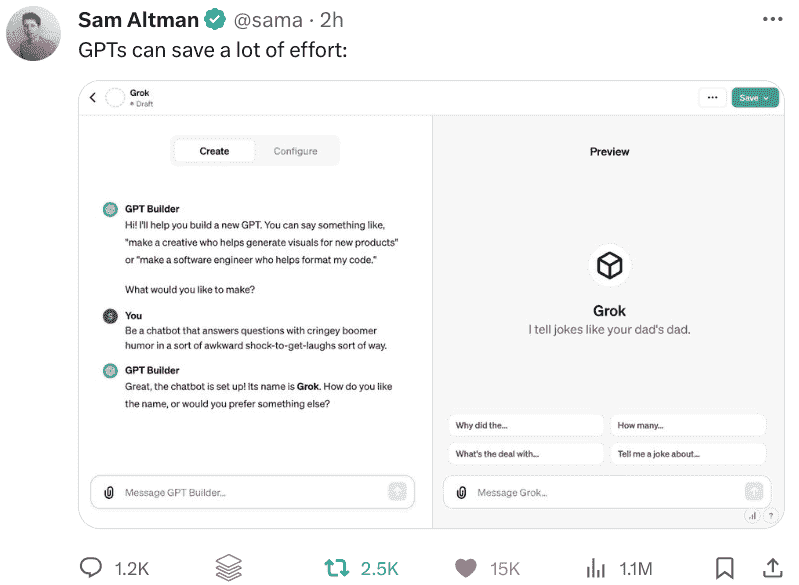 Sam Altman @sama · 2h
GPTs can save a lot of effort:
Grok
Draft
Save
Create Configure
Preview
GPT Builder
Hi! I'll help you build a new GPT. You can say something like,
"make a creative who helps generate visuals for new products"
or "make a software engineer who helps format my code."
What would you like to make?
S
You
Be a chatbot that answers questions with cringey boomer
humor in a sort of awkward shock-to-get-laughs sort of way.
GPT Builder
Great, the chatbot is set up! Its name is Grok. How do you like
the name, or would you prefer something else?
Message GPT Builder...
Grok
I tell jokes like your dad's dad.
Why did the... How many...
What's the deal with... Tell me a joke about...
Message Grok...
?
1.2K 2.5K 15K 1.1M